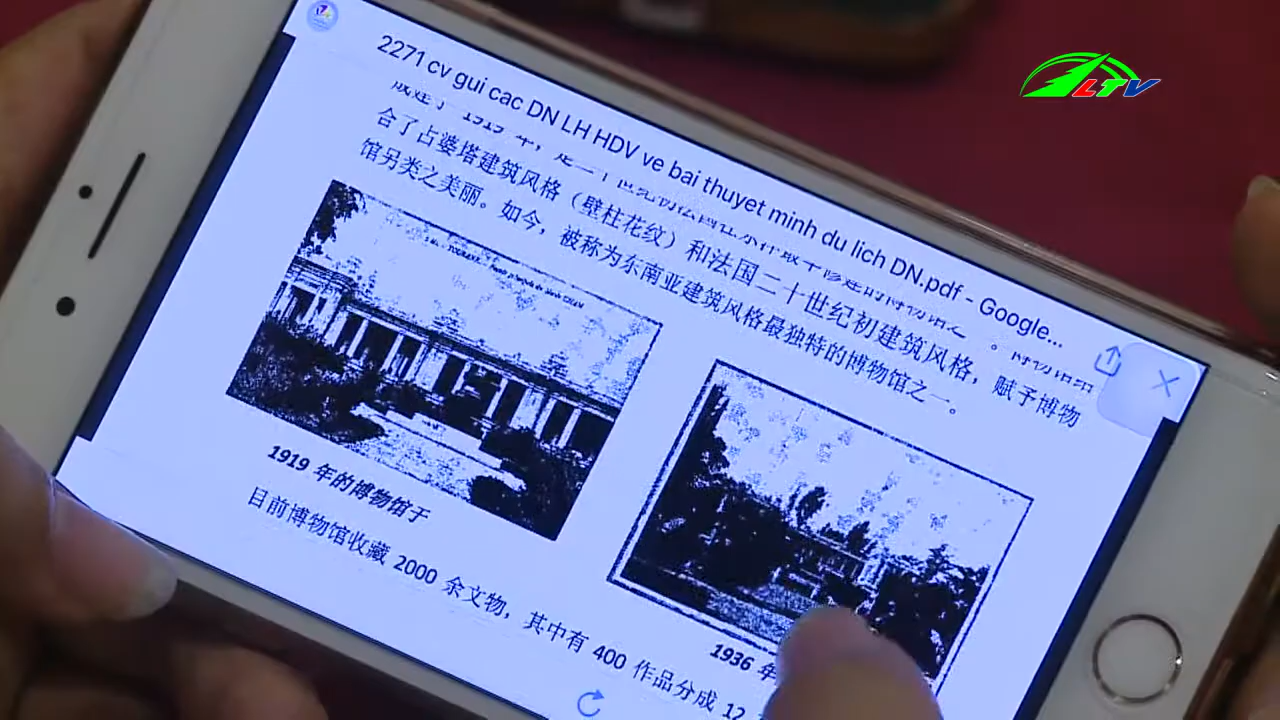 LTV
2271 cv gui cac DN LH HDV ve bai thuyet minh du lich DN.pdf - Google...
合了占婆塔建筑风格（壁柱花纹）和法国二十世纪初建筑风格，赋予博物
馆另类之美丽。如今，被称为东南亚建筑风格最独特的博物馆之一。
1919 年的博物馆于
1936 年
目前博物馆收藏 2000 余文物，其中有 400 作品分成 12